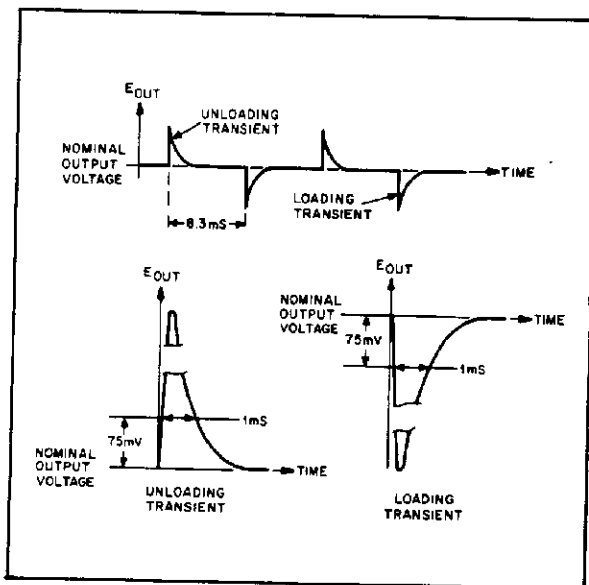 EOUT
UNLOADING
TRANSIENT
NOMINAL
OUTPUT
VOLTAGE
TIME
LOADING
TRANSIENT
8.3mS
EOUT
75mV
1mS
NOMINAL
OUTPUT
VOLTAGE
TIME
UNLOADING
TRANSIENT
EOUT
NOMINAL
OUTPUT
VOLTAGE
TIME
75mV
1mS
LOADING
TRANSIENT